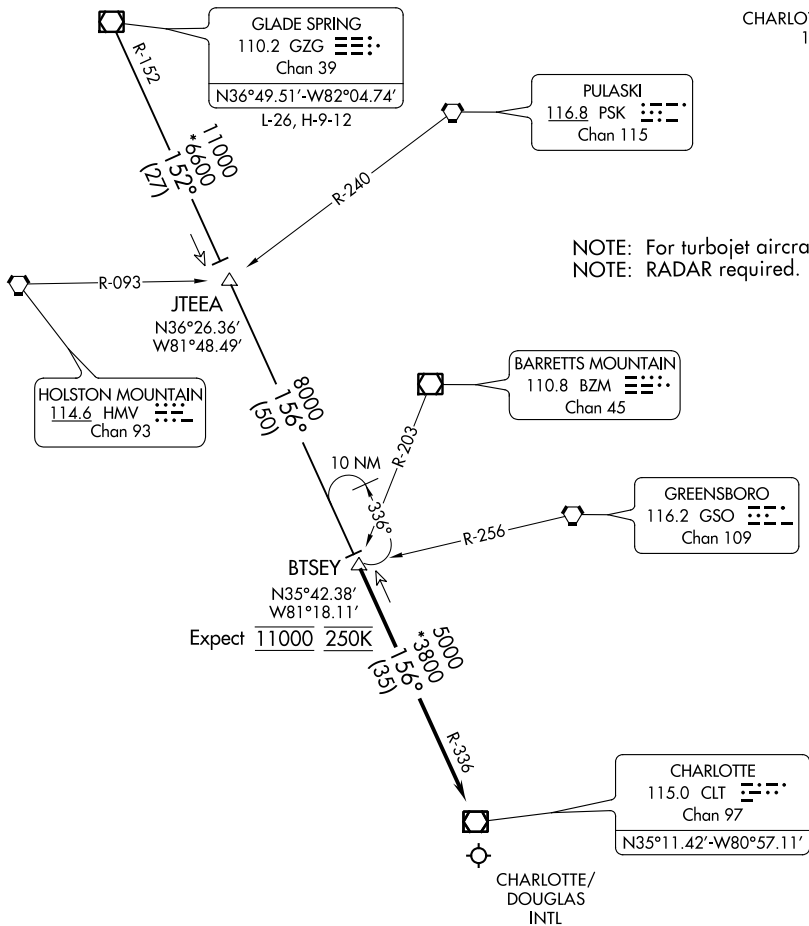 CHARLOT
1
GLADE SPRING
110.2 GZG
Chan 39
N36°49.51'-W82°04.74'
L-26, H-9-12
R-152
11000
*6600
152°
(27)
PULASKI
116.8 PSK
Chan 115
R-240
NOTE: For turbojet aircra
NOTE: RADAR required.
R-093
JTEEA
N36°26.36'
W81°48.49'
HOLSTON MOUNTAIN
114.6 HMV
Chan 93
8000
156°
(50)
BARRETTS MOUNTAIN
110.8 BZM
Chan 45
R-203
10 NM
336°
GREENSBORO
116.2 GSO
Chan 109
R-256
BTSEY
N35°42.38'
W81°18.11'
Expect 11000 250K
5000
*3800
156°
(35)
R-336
CHARLOTTE
115.0 CLT
Chan 97
N35°11.42'-W80°57.11'
CHARLOTTE/
DOUGLAS
INTL